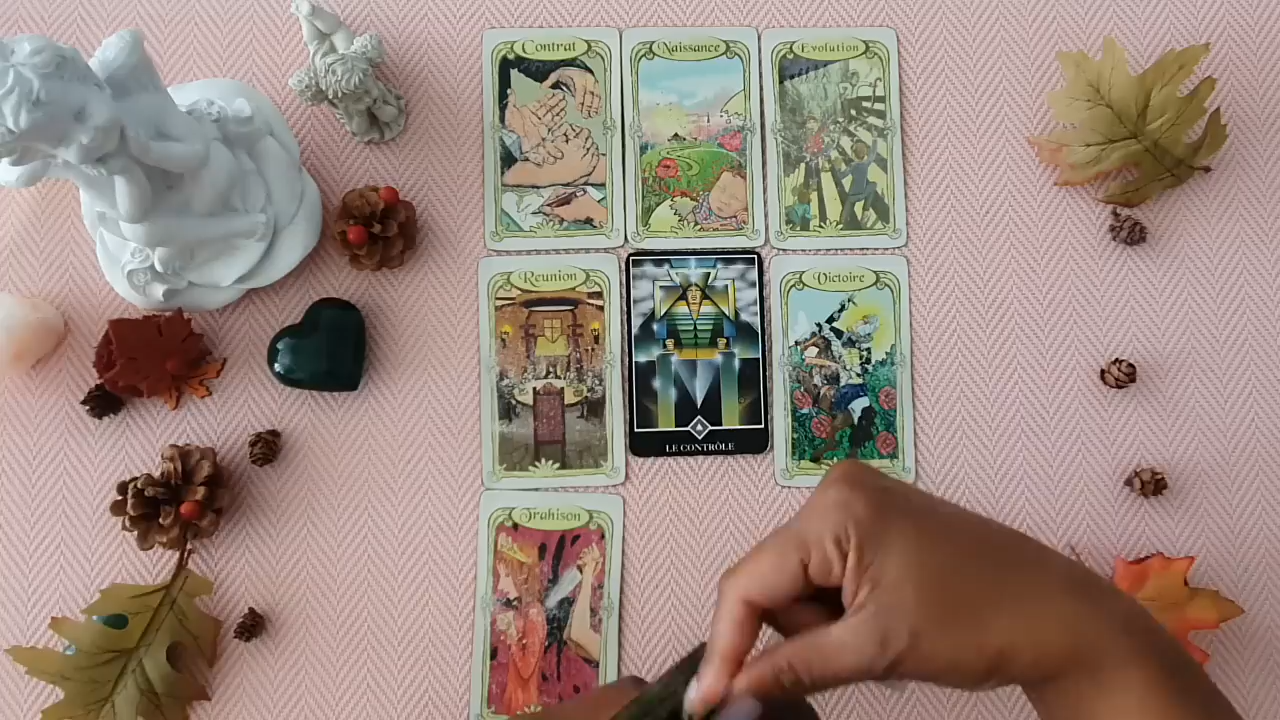 Contrat
Naissance
Evolution
Reunion
LE CONTRÔLE
Victoire
Trahison